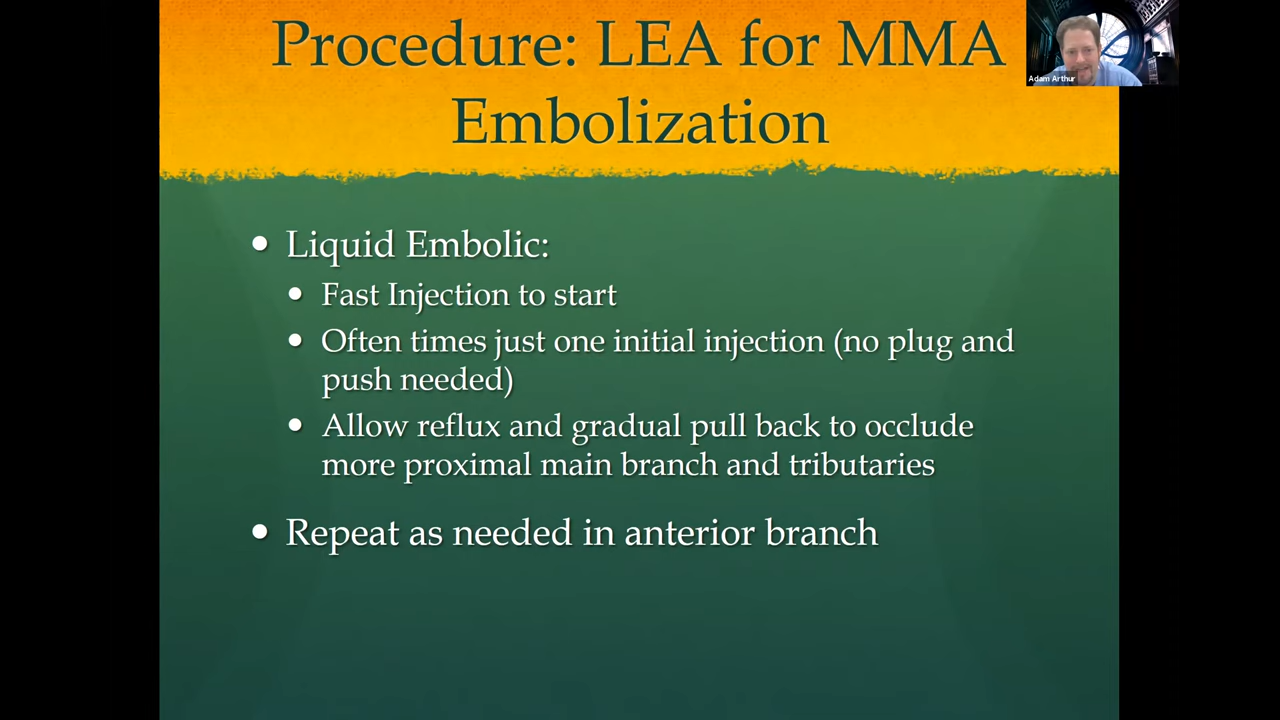 Procedure: LEA for MMA
Embolization
Adam Arthur
• Liquid Embolic:
• Fast Injection to start
• Often times just one initial injection (no plug and
push needed)
• Allow reflux and gradual pull back to occlude
more proximal main branch and tributaries
• Repeat as needed in anterior branch